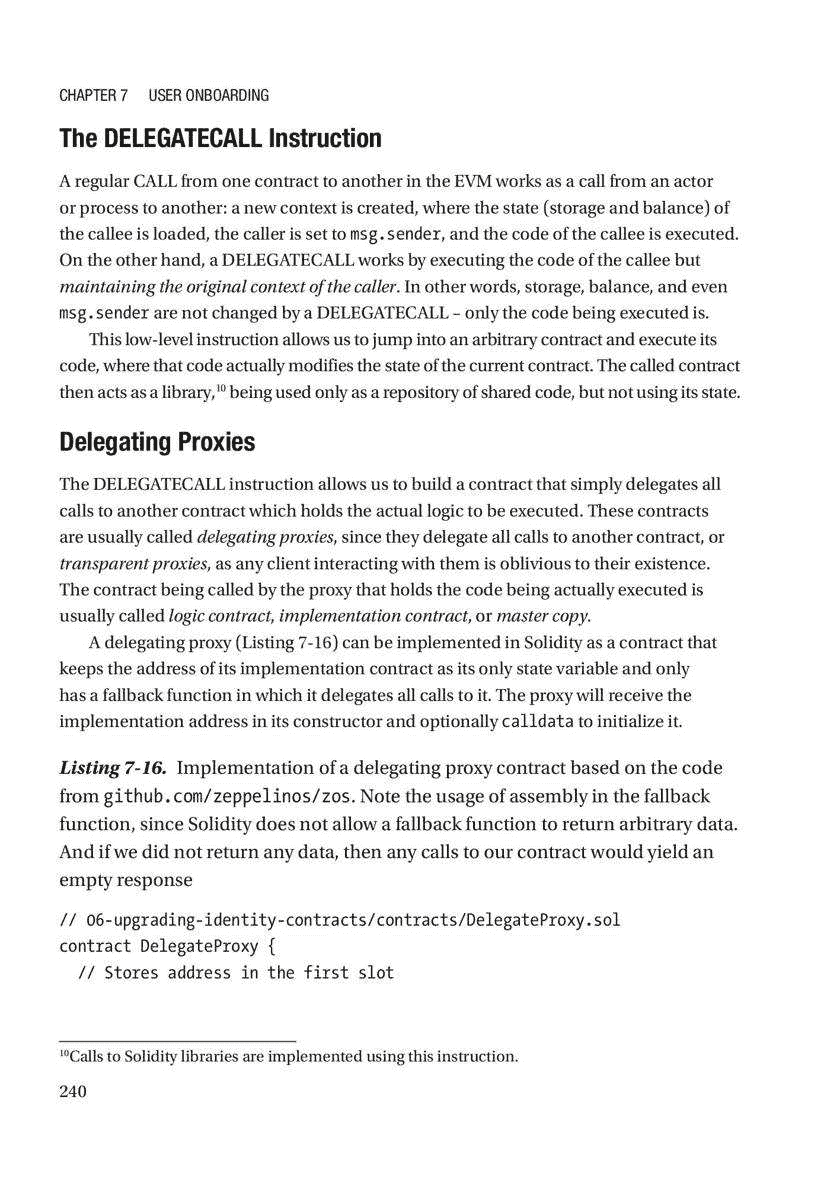 CHAPTER 7 USER ONBOARDING
The DELEGATECALL Instruction
A regular CALL from one contract to another in the EVM works as a call from an actor
or process to another: a new context is created, where the state (storage and balance) of
the callee is loaded, the caller is set to msg.sender, and the code of the callee is executed.
On the other hand, a DELEGATECALL works by executing the code of the callee but
maintaining the original context of the caller. In other words, storage, balance, and even
msg.sender are not changed by a DELEGATECALL – only the code being executed is.
This low-level instruction allows us to jump into an arbitrary contract and execute its
code, where that code actually modifies the state of the current contract. The called contract
then acts as a library,¹⁰ being used only as a repository of shared code, but not using its state.
Delegating Proxies
The DELEGATECALL instruction allows us to build a contract that simply delegates all
calls to another contract which holds the actual logic to be executed. These contracts
are usually called delegating proxies, since they delegate all calls to another contract, or
transparent proxies, as any client interacting with them is oblivious to their existence.
The contract being called by the proxy that holds the code being actually executed is
usually called logic contract, implementation contract, or master copy.
A delegating proxy (Listing 7-16) can be implemented in Solidity as a contract that
keeps the address of its implementation contract as its only state variable and only
has a fallback function in which it delegates all calls to it. The proxy will receive the
implementation address in its constructor and optionally calldata to initialize it.
Listing 7-16. Implementation of a delegating proxy contract based on the code
from github.com/zeppelinos/zos. Note the usage of assembly in the fallback
function, since Solidity does not allow a fallback function to return arbitrary data.
And if we did not return any data, then any calls to our contract would yield an
empty response
// 06-upgrading-identity-contracts/contracts/DelegateProxy.sol
contract DelegateProxy {
  // Stores address in the first slot
¹⁰Calls to Solidity libraries are implemented using this instruction.
240